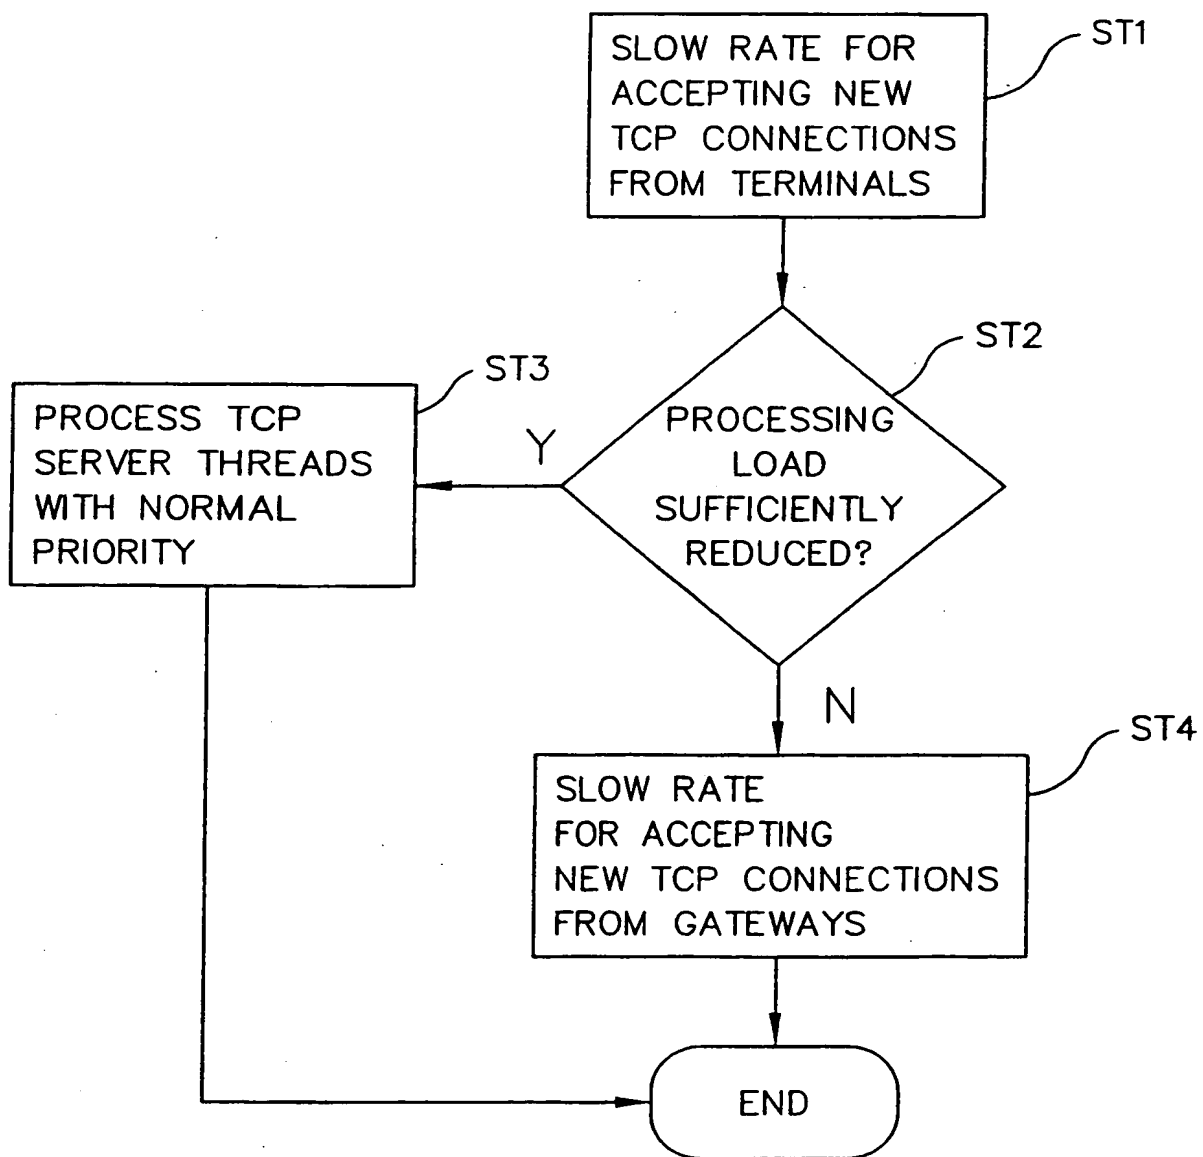 SLOW RATE FOR
ACCEPTING NEW
TCP CONNECTIONS
FROM TERMINALS
ST1
PROCESSING
LOAD
SUFFICIENTLY
REDUCED?
ST2
Y
PROCESS TCP
SERVER THREADS
WITH NORMAL
PRIORITY
ST3
N
SLOW RATE
FOR ACCEPTING
NEW TCP CONNECTIONS
FROM GATEWAYS
ST4
END